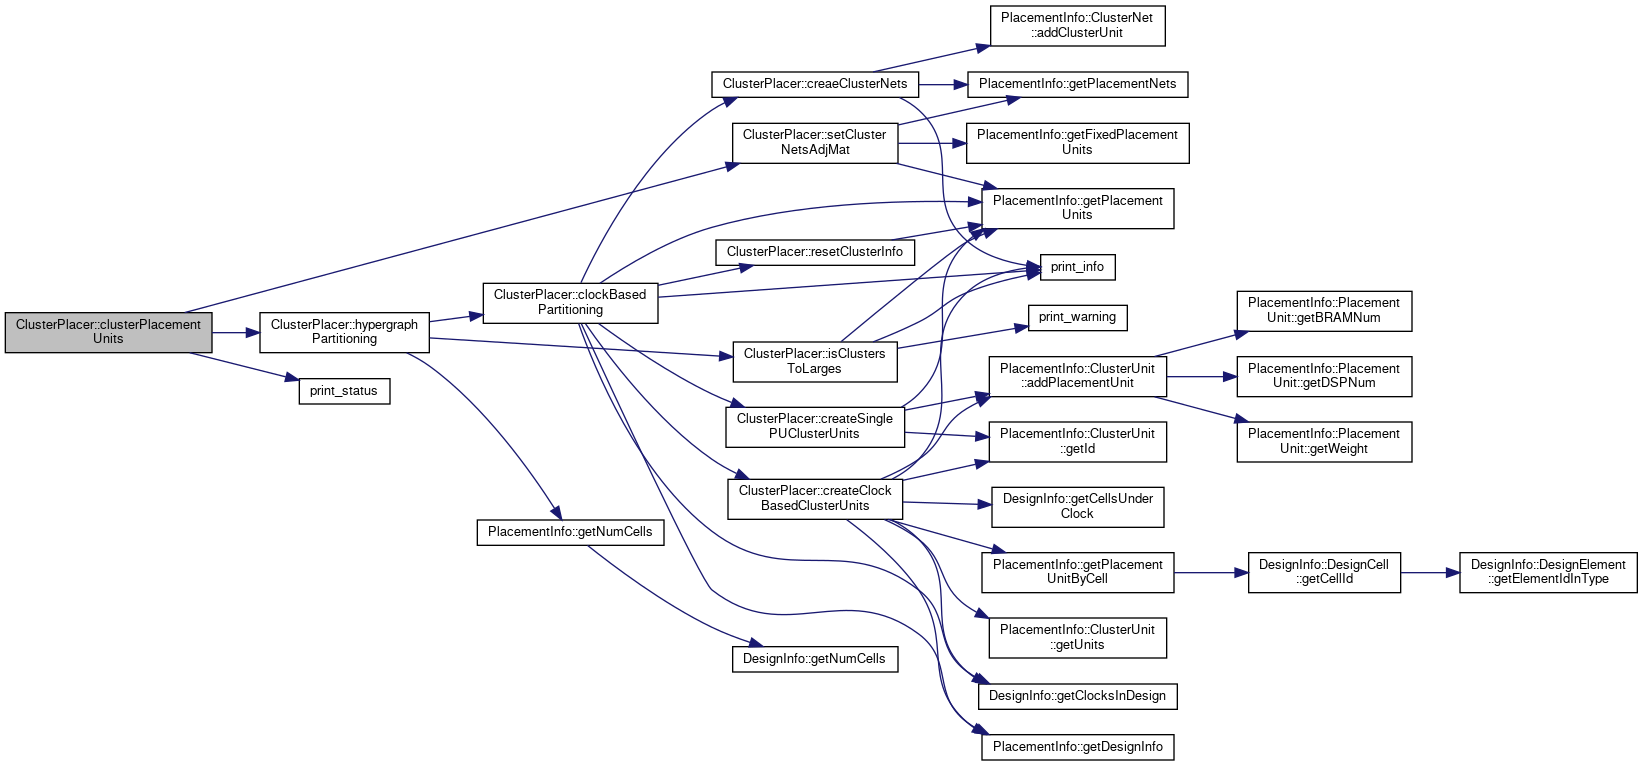 ClusterPlacer::clusterPlacement
Units
ClusterPlacer::hypergraph
Partitioning
print_status
ClusterPlacer::clockBased
Partitioning
PlacementInfo::getNumCells
ClusterPlacer::creaeClusterNets
ClusterPlacer::setCluster
NetsAdjMat
ClusterPlacer::resetClusterInfo
ClusterPlacer::isClusters
ToLarges
ClusterPlacer::createSingle
PUClusterUnits
ClusterPlacer::createClock
BasedClusterUnits
DesignInfo::getNumCells
PlacementInfo::ClusterNet
::addClusterUnit
PlacementInfo::getPlacementNets
PlacementInfo::getFixedPlacement
Units
PlacementInfo::getPlacement
Units
print_info
print_warning
PlacementInfo::ClusterUnit
::addPlacementUnit
PlacementInfo::ClusterUnit
::getId
DesignInfo::getCellsUnder
Clock
PlacementInfo::getPlacement
UnitByCell
PlacementInfo::ClusterUnit
::getUnits
DesignInfo::getClocksInDesign
PlacementInfo::getDesignInfo
PlacementInfo::Placement
Unit::getBRAMNum
PlacementInfo::Placement
Unit::getDSPNum
PlacementInfo::Placement
Unit::getWeight
DesignInfo::DesignCell
::getCellId
DesignInfo::DesignElement
::getElementIdInType